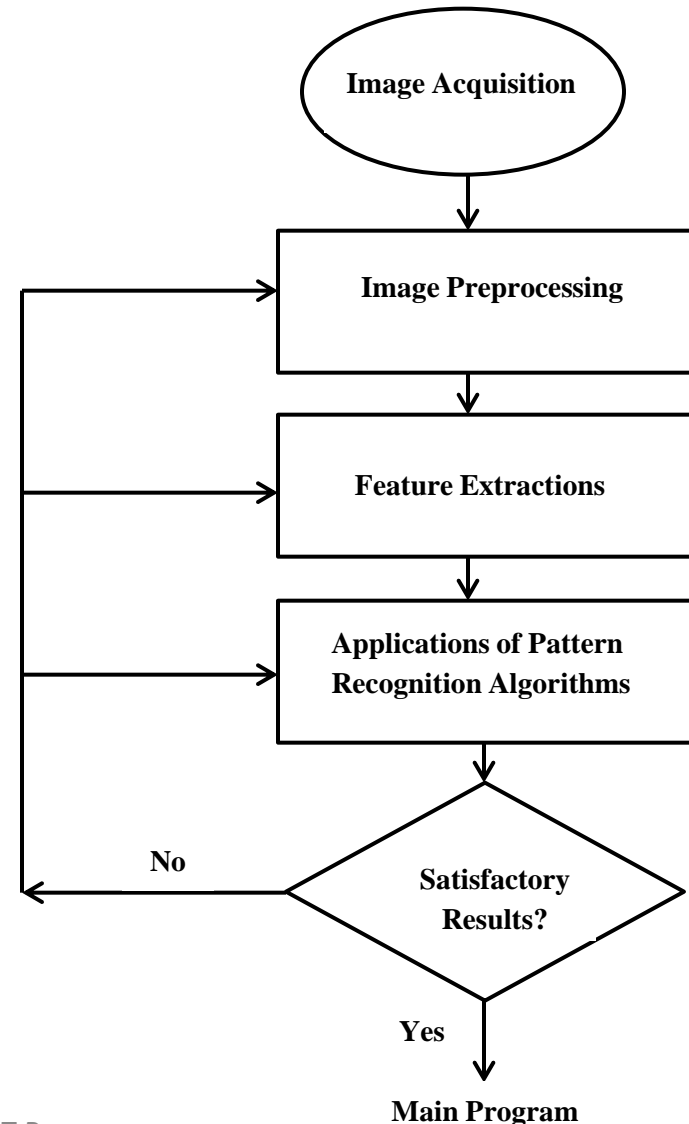 Image Acquisition
Image Preprocessing
Feature Extractions
Applications of Pattern
Recognition Algorithms
No
Satisfactory
Results?
Yes
Main Program